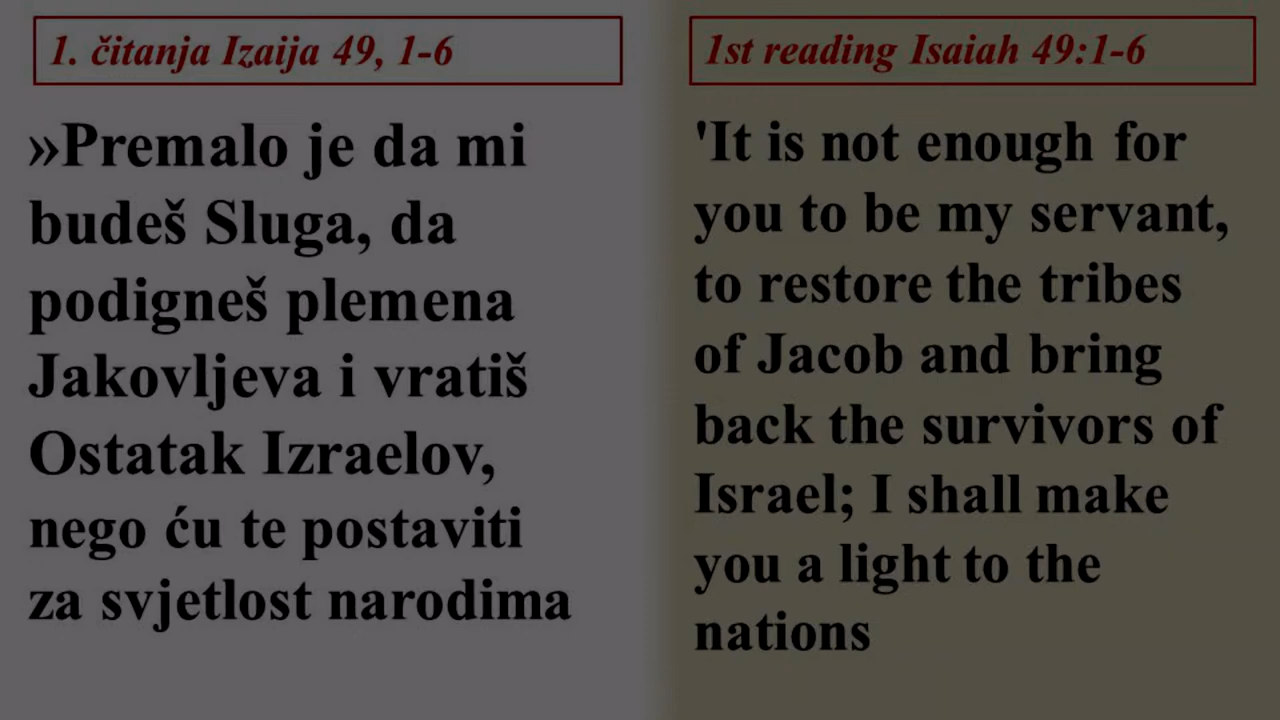 1. čitanja Izaija 49, 1-6
»Premalo je da mi
budeš Sluga, da
podigneš plemena
Jakovljeva i vratiš
Ostatak Izraelov,
nego ću te postaviti
za svjetlost narodima
1st reading Isaiah 49:1-6
'It is not enough for
you to be my servant,
to restore the tribes
of Jacob and bring
back the survivors of
Israel; I shall make
you a light to the
nations